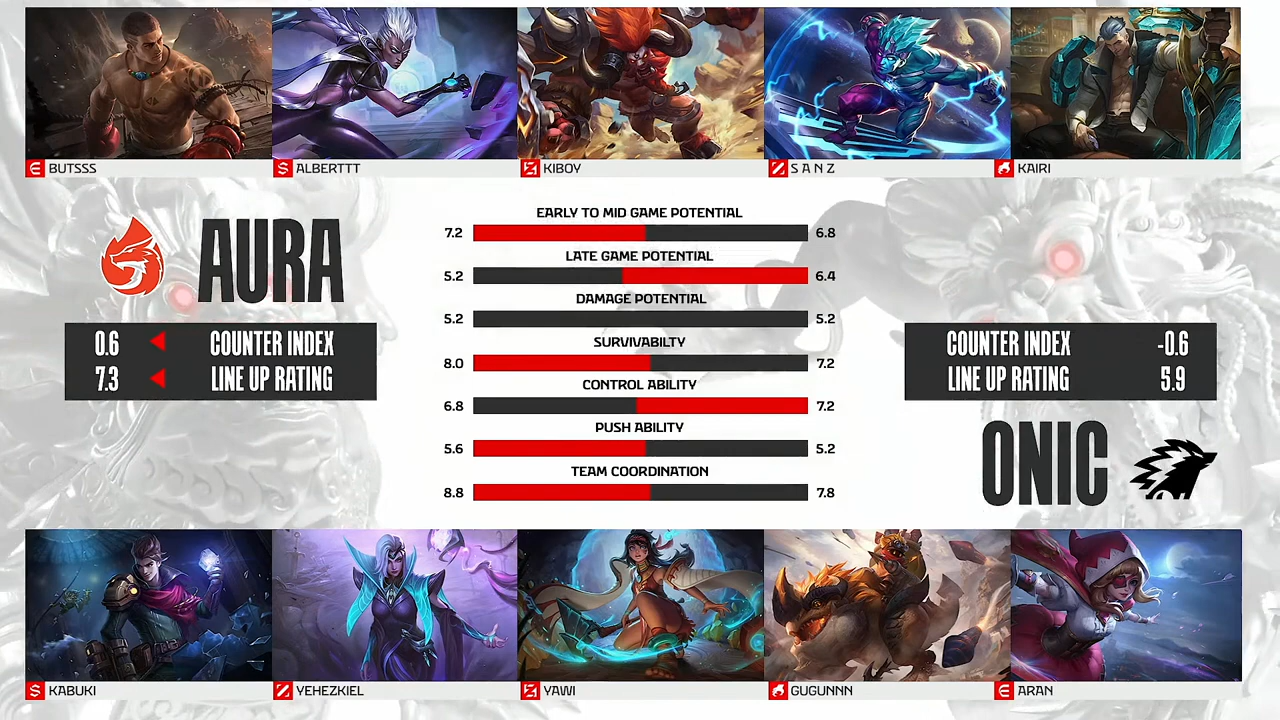 BUTSSS
ALBERTTT
KIBOY
S A N Z
KAIRI
AURA
0.6 COUNTER INDEX
7.3 LINE UP RATING
EARLY TO MID GAME POTENTIAL
7.2 6.8
LATE GAME POTENTIAL
5.2 6.4
DAMAGE POTENTIAL
5.2 5.2
SURVIVABILTY
8.0 7.2
CONTROL ABILITY
6.8 7.2
PUSH ABILITY
5.6 5.2
TEAM COORDINATION
8.8 7.8
COUNTER INDEX -0.6
LINE UP RATING 5.9
ONIC
KABUKI
YEHEZKIEL
YAWI
GUGUNNN
ARAN